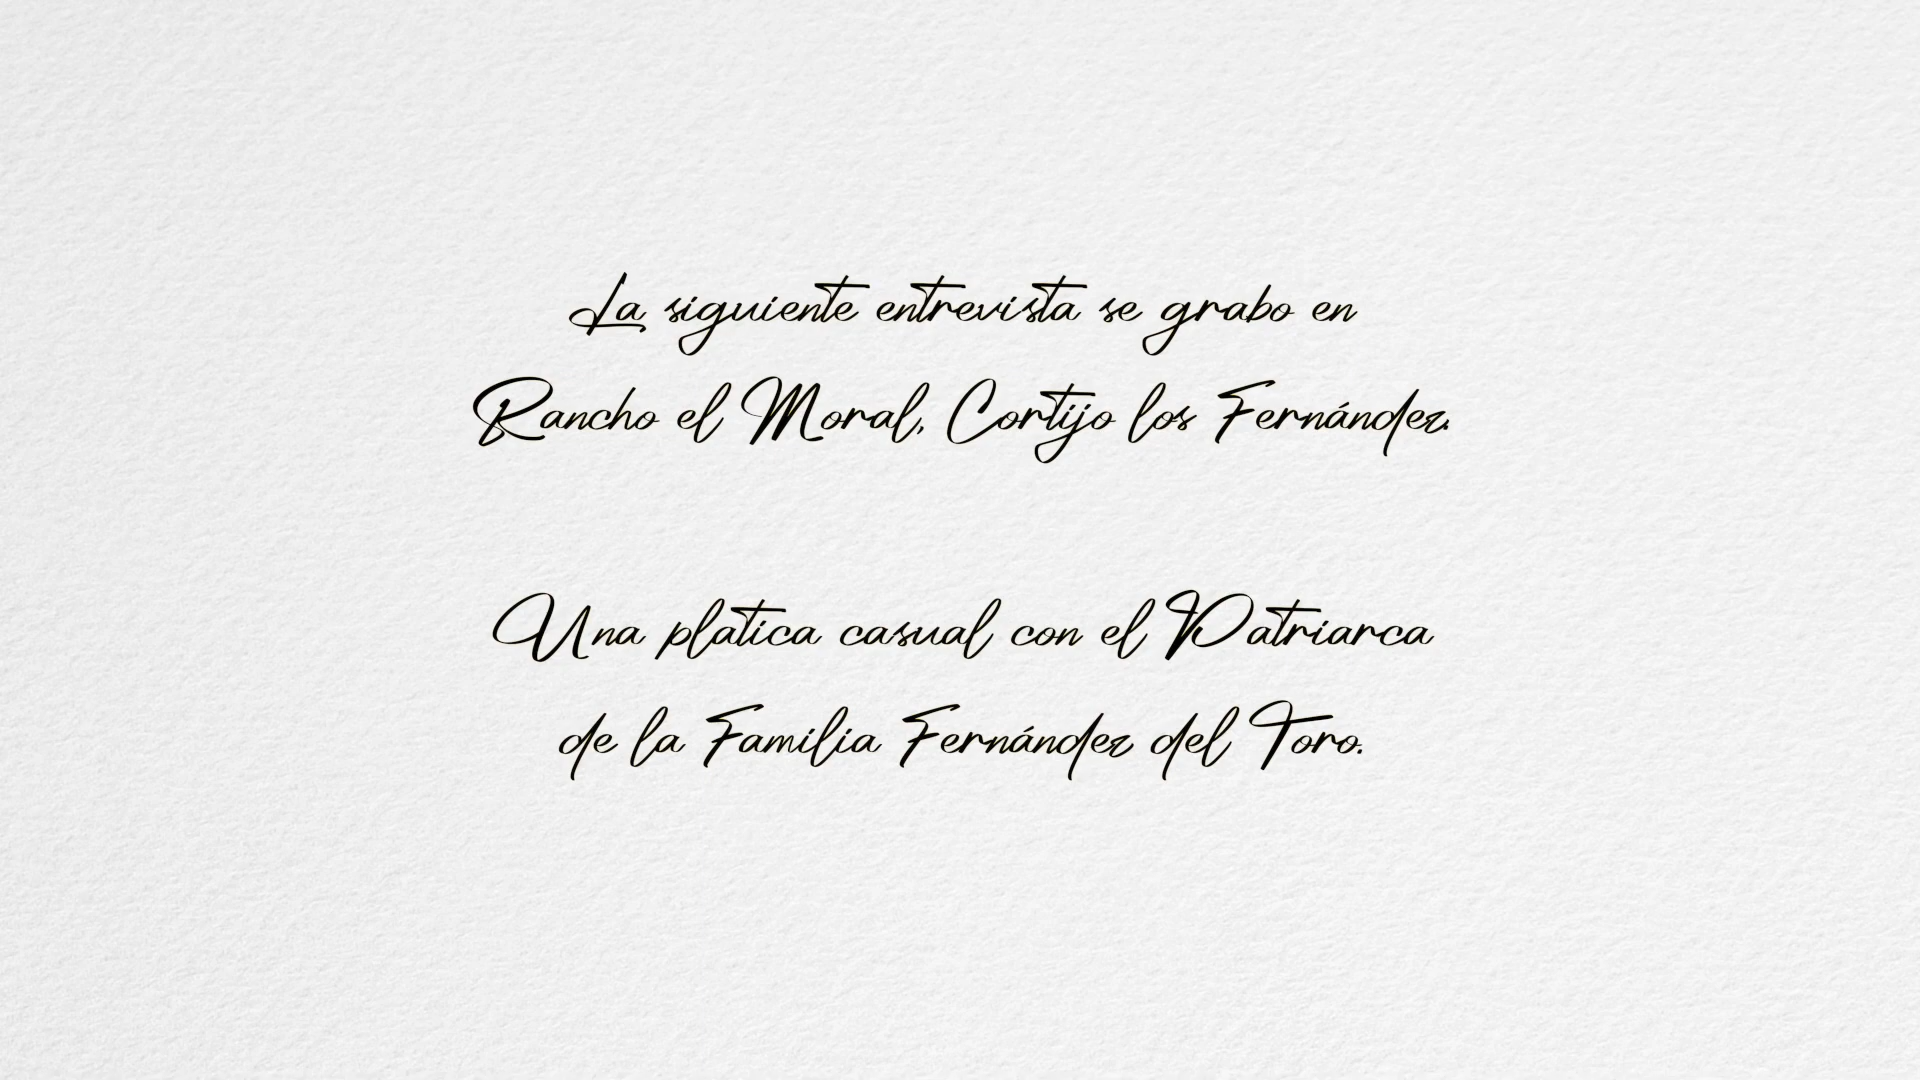 La siguiente entrevista se grabo en
Rancho el Moral, Cortijo los Fernández.
Una platica casual con el Patriarca
de la Familia Fernández del Toro.